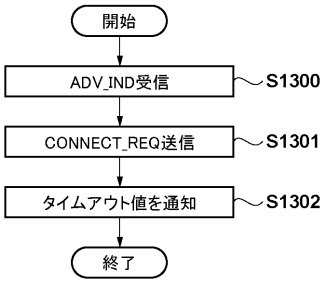 開始
ADV_IND受信 S1300
CONNECT_REQ送信 S1301
タイムアウト値を通知 S1302
終了